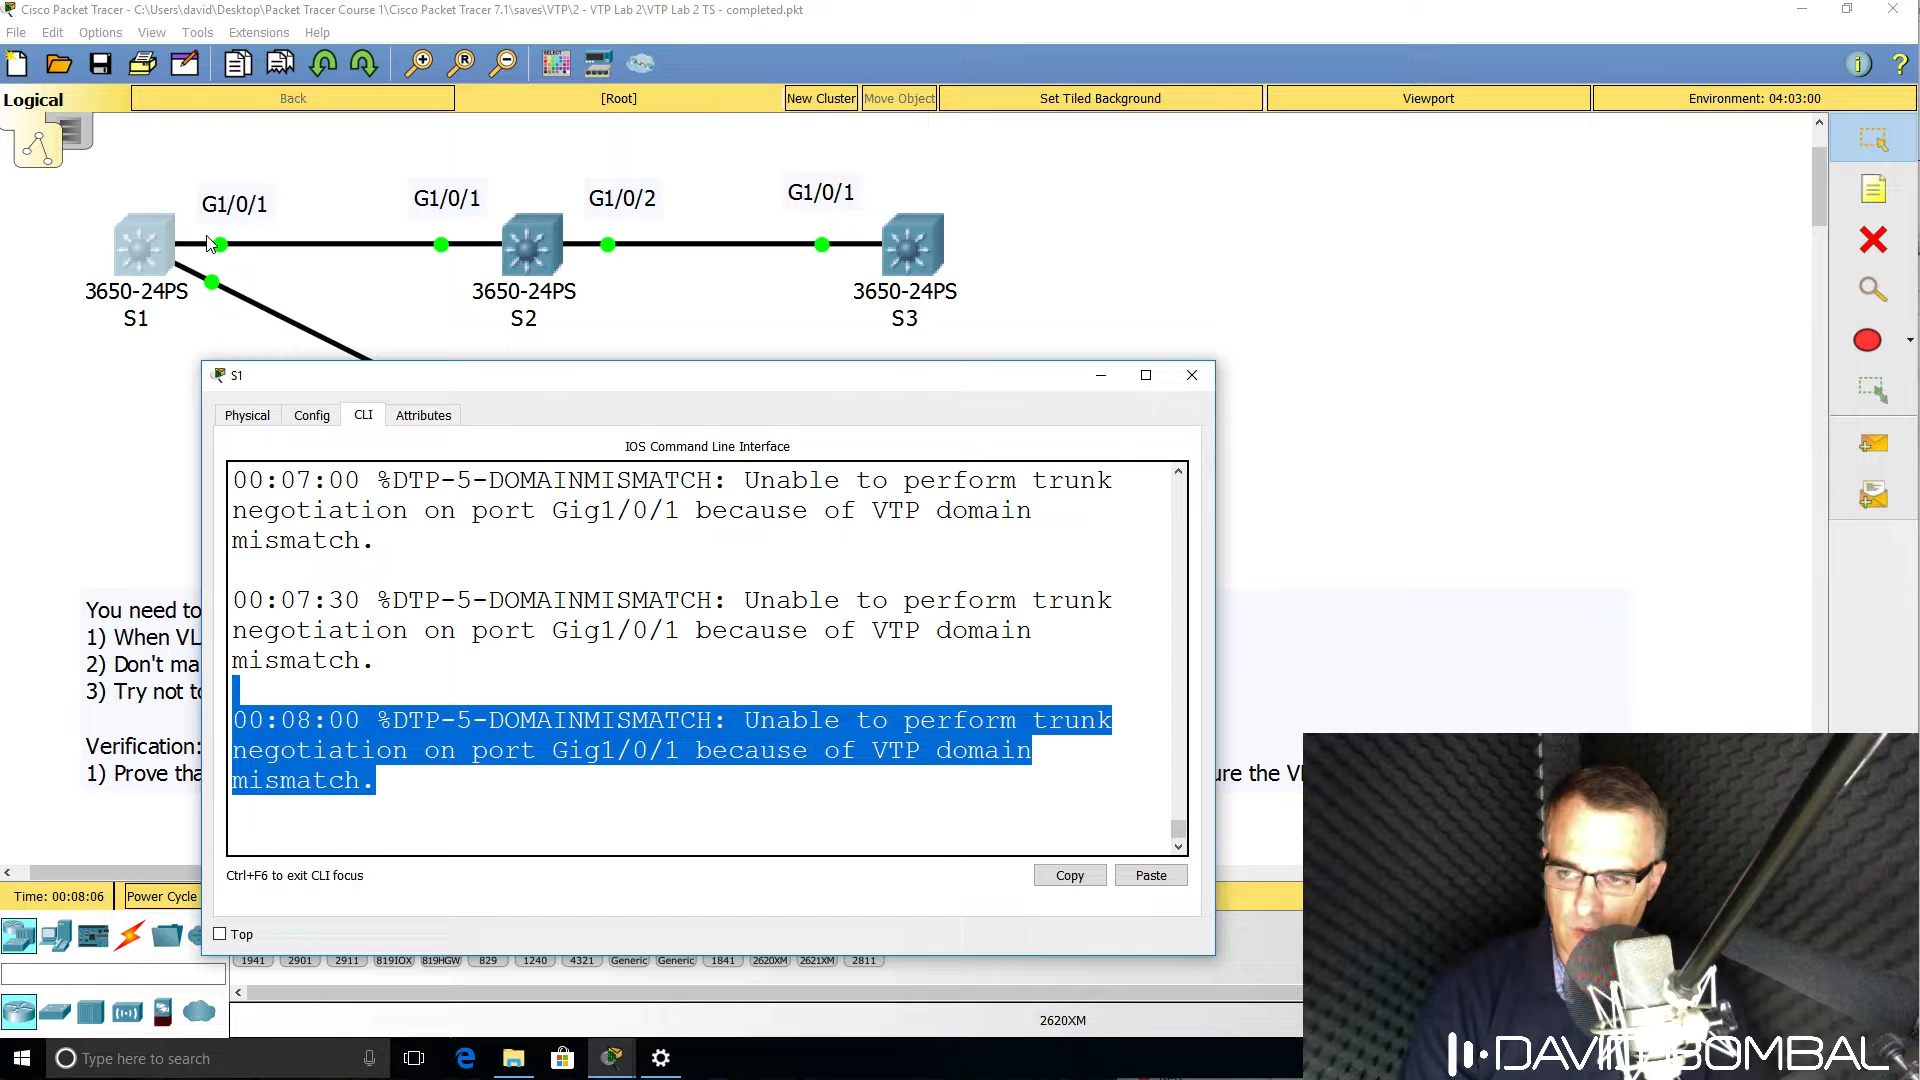 Cisco Packet Tracer - C:\Users\david\Desktop\Packet Tracer Course 1\Cisco Packet Tracer 7.1\saves\VTP\2 - VTP Lab 2\VTP Lab 2 TS - completed.pkt
File Edit Options View Tools Extensions Help
Logical Back [Root] New Cluster Move Object Set Tiled Background Viewport Environment: 04:03:00
G1/0/1 G1/0/1 G1/0/2 G1/0/1
3650-24PS 3650-24PS 3650-24PS
S1 S2 S3
S1
Physical Config CLI Attributes
IOS Command Line Interface
00:07:00 %DTP-5-DOMAINMISMATCH: Unable to perform trunk
negotiation on port Gig1/0/1 because of VTP domain
mismatch.
00:07:30 %DTP-5-DOMAINMISMATCH: Unable to perform trunk
negotiation on port Gig1/0/1 because of VTP domain
mismatch.
00:08:00 %DTP-5-DOMAINMISMATCH: Unable to perform trunk
negotiation on port Gig1/0/1 because of VTP domain
mismatch.
Ctrl+F6 to exit CLI focus Copy Paste
Top
You need to
1) When VL
2) Don't ma
3) Try not to
Verification:
1) Prove tha
ure the VI
Time: 00:08:06 Power Cycle
1941 2901 2911 819IOX 819HGW 829 1240 4321 Generic Generic 1841 2620XM 2621XM 2811
2620XM
Type here to search
DAVID BOMBAL